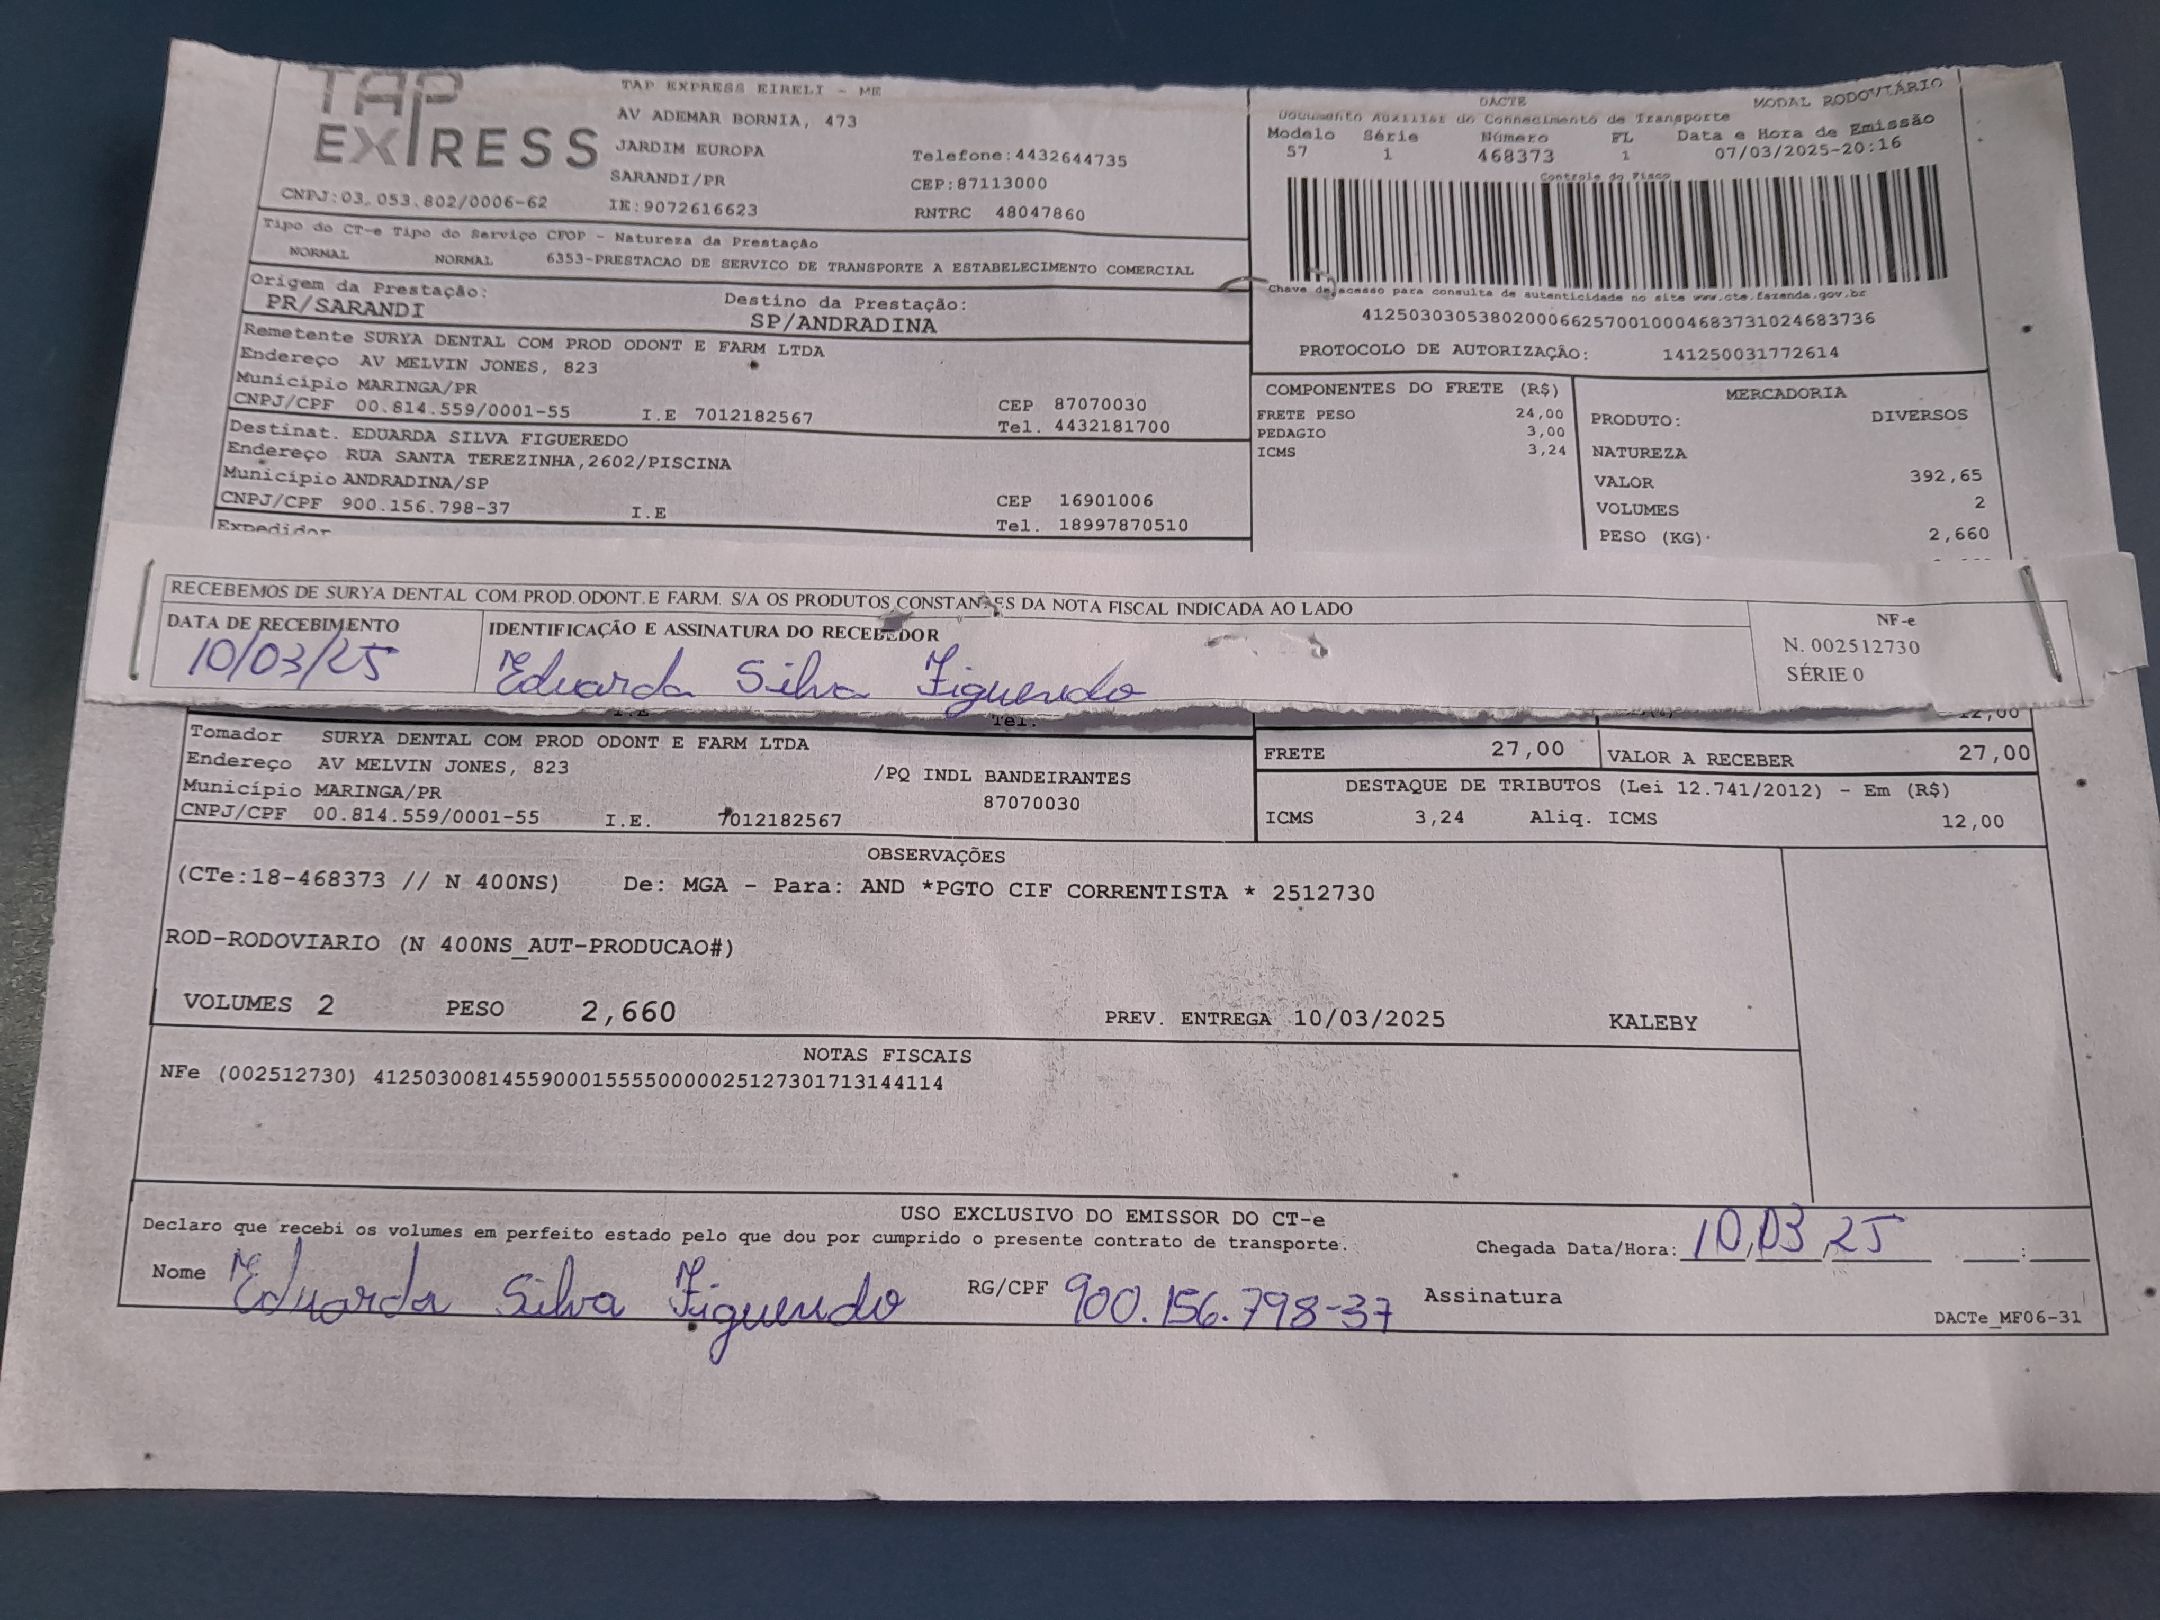 TAP
EXPRESS
TAP EXPRESS EIRELI - ME
AV ADEMAR BORNIA, 473
JARDIM EUROPA
SARANDI/PR
Telefone:4432644735
CEP:87113000
CNPJ:03.053.802/0006-62 IE:9072616623 RNTRC 48047860
DACTE MODAL RODOVIÁRIO
Documento Auxiliar do Conhecimento de Transporte
Modelo Série Número FL Data e Hora de Emissão
57 1 468373 1 07/03/2025-20:16
Controle do Fisco
Chave de acesso para consulta de autenticidade no site www.cte.fazenda.gov.br
41250303053802000662570010004683731024683736
PROTOCOLO DE AUTORIZAÇÃO: 141250031772614
Tipo do CT-e Tipo do Serviço CFOP - Natureza da Prestação
NORMAL NORMAL 6353-PRESTACAO DE SERVICO DE TRANSPORTE A ESTABELECIMENTO COMERCIAL
Origem da Prestação: Destino da Prestação:
PR/SARANDI SP/ANDRADINA
Remetente SURYA DENTAL COM PROD ODONT E FARM LTDA
Endereço AV MELVIN JONES, 823
Município MARINGA/PR CEP 87070030
CNPJ/CPF 00.814.559/0001-55 I.E 7012182567 Tel. 4432181700
Destinat. EDUARDA SILVA FIGUEREDO
Endereço RUA SANTA TEREZINHA,2602/PISCINA
Município ANDRADINA/SP CEP 16901006
CNPJ/CPF 900.156.798-37 I.E Tel. 18997870510
Expedidor
COMPONENTES DO FRETE (R$)
FRETE PESO 24,00
PEDAGIO 3,00
ICMS 3,24
MERCADORIA
PRODUTO: DIVERSOS
NATUREZA
VALOR 392,65
VOLUMES 2
PESO (KG) 2,660
RECEBEMOS DE SURYA DENTAL COM.PROD.ODONT.E FARM. S/A OS PRODUTOS CONSTANTES DA NOTA FISCAL INDICADA AO LADO
DATA DE RECEBIMENTO IDENTIFICAÇÃO E ASSINATURA DO RECEBEDOR
10/03/25 Eduarda Silva Figueredo
NF-e
N. 002512730
SÉRIE 0
I.E Tel. 12,00
Tomador SURYA DENTAL COM PROD ODONT E FARM LTDA
Endereço AV MELVIN JONES, 823 /PQ INDL BANDEIRANTES
Município MARINGA/PR 87070030
CNPJ/CPF 00.814.559/0001-55 I.E. 7012182567
FRETE 27,00 VALOR A RECEBER 27,00
DESTAQUE DE TRIBUTOS (Lei 12.741/2012) - Em (R$)
ICMS 3,24 Aliq. ICMS 12,00
OBSERVAÇÕES
(CTe:18-468373 // N 400NS) De: MGA - Para: AND *PGTO CIF CORRENTISTA * 2512730
ROD-RODOVIARIO (N 400NS_AUT-PRODUCAO#)
VOLUMES 2 PESO 2,660 PREV. ENTREGA 10/03/2025 KALEBY
NOTAS FISCAIS
NFe (002512730) 41250300814559000155550000025127301713144114
USO EXCLUSIVO DO EMISSOR DO CT-e
Declaro que recebi os volumes em perfeito estado pelo que dou por cumprido o presente contrato de transporte.
Chegada Data/Hora: 10,03,25 :
Nome Eduarda Silva Figueredo RG/CPF 900.156.798-37 Assinatura
DACTe_MF06-31